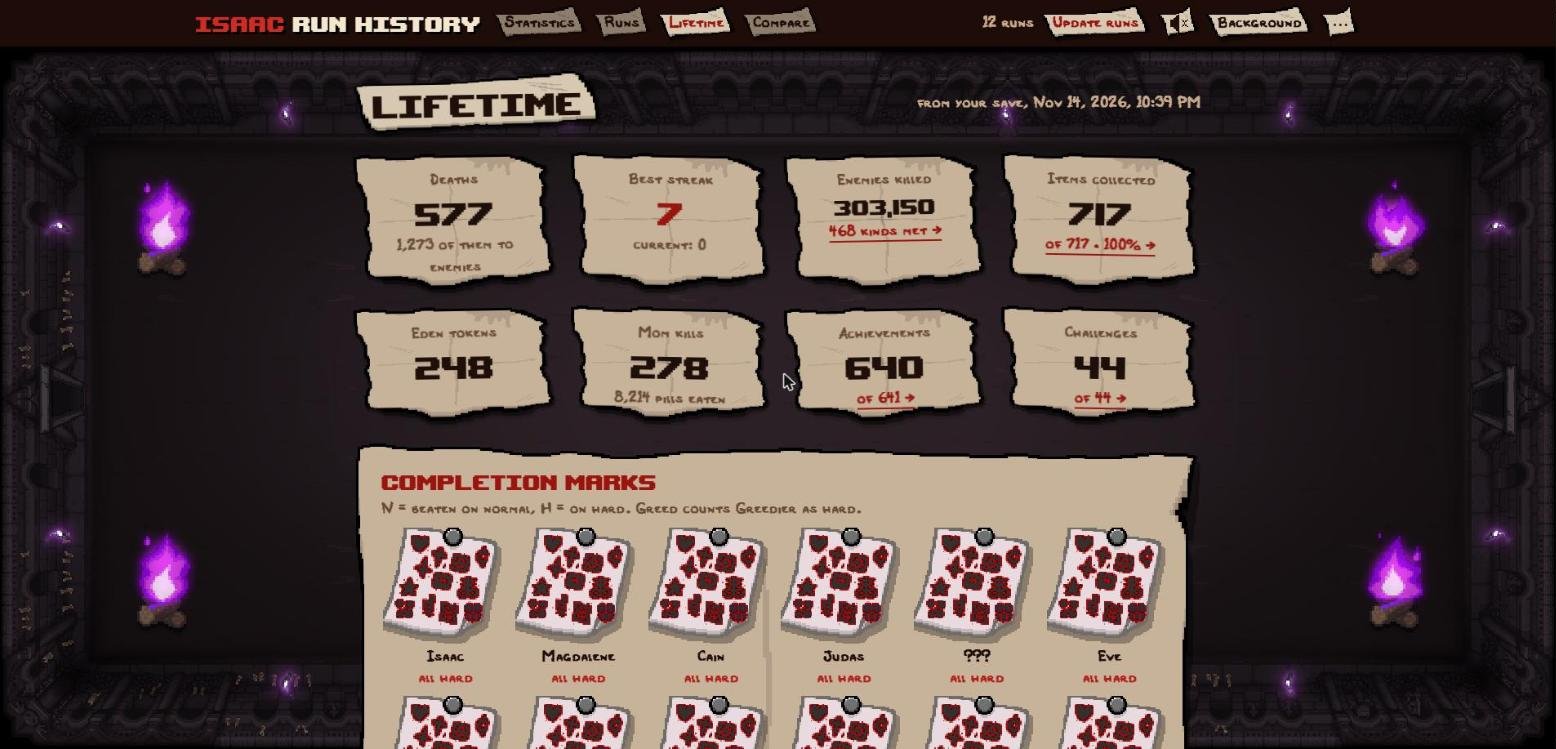 ISAAC RUN HISTORY Statistics Runs Lifetime Compare 12 runs Update runs Background ...
LIFETIME
from your save, Nov 14, 2026, 10:39 PM
Deaths
577
1,273 of them to
enemies
Best streak
7
current: 0
Enemies killed
303,150
468 kinds met →
Items collected
717
of 717 · 100% →
Eden tokens
248
Mom kills
278
8,214 pills eaten
Achievements
640
of 641 →
Challenges
44
of 44 →
COMPLETION MARKS
N = beaten on normal, H = on hard. Greed counts Greedier as hard.
Isaac Magdalene Cain Judas ??? Eve
all hard all hard all hard all hard all hard all hard